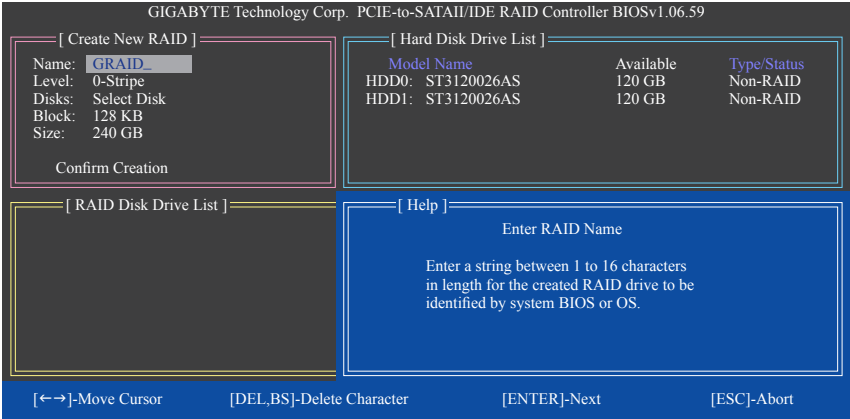 GIGABYTE Technology Corp. PCIE-to-SATAII/IDE RAID Controller BIOSv1.06.59
[ Create New RAID ]
Name: GRAID_
Level: 0-Stripe
Disks: Select Disk
Block: 128 KB
Size: 240 GB
Confirm Creation
[ Hard Disk Drive List ]
Model Name Available Type/Status
HDD0: ST3120026AS 120 GB Non-RAID
HDD1: ST3120026AS 120 GB Non-RAID
[ RAID Disk Drive List ]
[ Help ]
Enter RAID Name
Enter a string between 1 to 16 characters
in length for the created RAID drive to be
identified by system BIOS or OS.
[←→]-Move Cursor [DEL,BS]-Delete Character [ENTER]-Next [ESC]-Abort